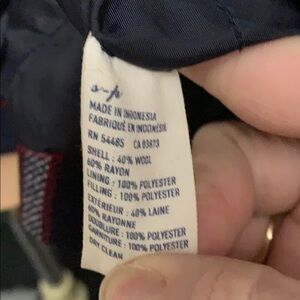 MADE IN INDONESIA
FABRIQUÉ EN INDONÉSIE
RN 54485 CA 03873
SHELL : 40% WOOL
60% RAYON
LINING : 100% POLYESTER
FILLING : 100% POLYESTER
EXTÉRIEUR : 40% LAINE
60% RAYONNE
DOUBLURE : 100% POLYESTER
GARNITURE : 100% POLYESTER
DRY CLEAN